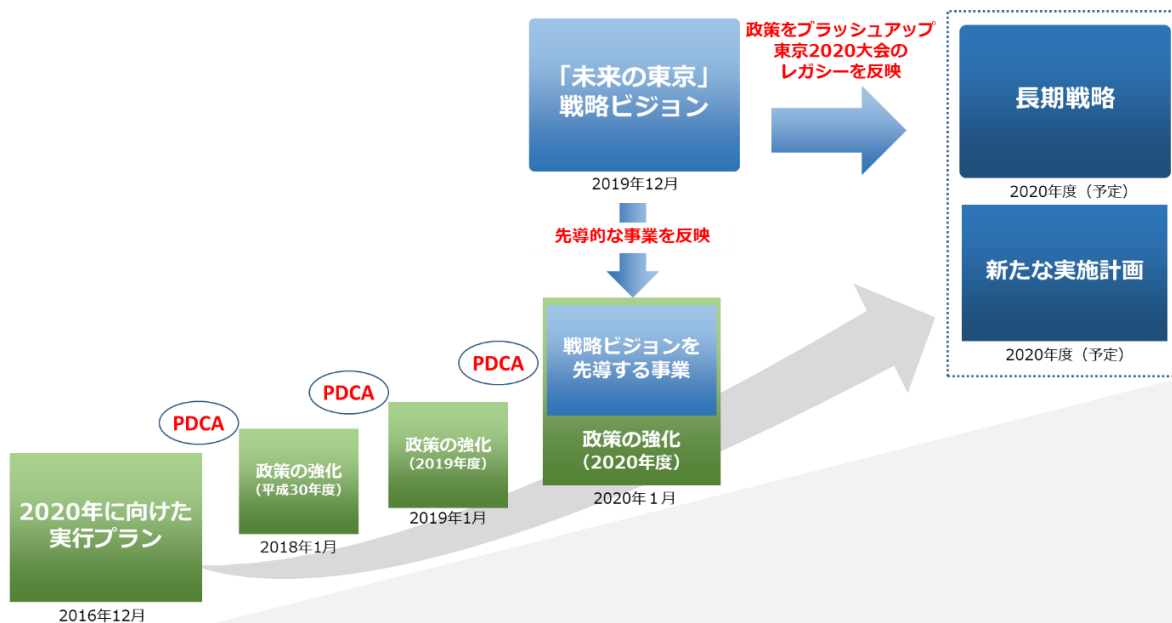 「未来の東京」
戦略ビジョン
2019年12月
政策をブラッシュアップ
東京2020大会の
レガシーを反映
長期戦略
2020年度（予定）
新たな実施計画
2020年度（予定）
先導的な事業を反映
戦略ビジョンを
先導する事業
政策の強化
（2020年度）
2020年１月
PDCA
政策の強化
（2019年度）
2019年1月
PDCA
政策の強化
（平成30年度）
2018年1月
PDCA
2020年に向けた
実行プラン
2016年12月